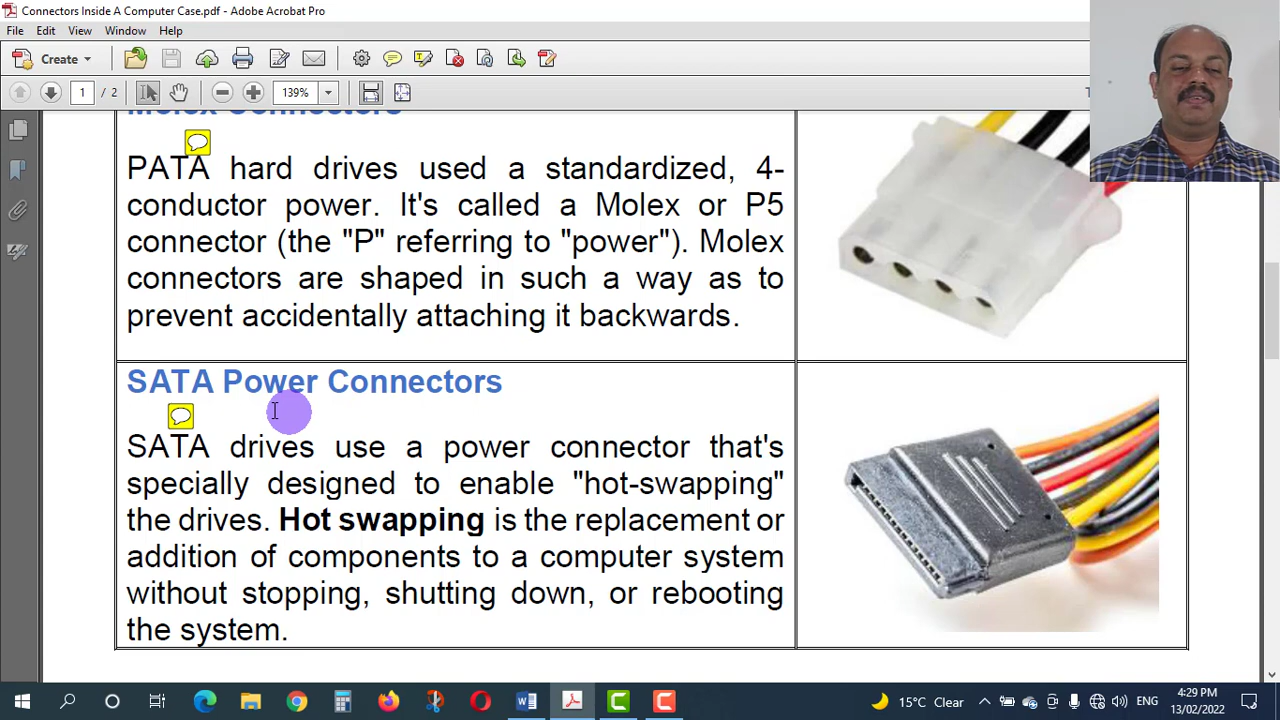 Connectors Inside A Computer Case.pdf - Adobe Acrobat Pro
File Edit View Window Help
Create
1 / 2
139%
Molex Connectors
PATA hard drives used a standardized, 4-
conductor power. It's called a Molex or P5
connector (the "P" referring to "power"). Molex
connectors are shaped in such a way as to
prevent accidentally attaching it backwards.
SATA Power Connectors
SATA drives use a power connector that's
specially designed to enable "hot-swapping"
the drives. Hot swapping is the replacement or
addition of components to a computer system
without stopping, shutting down, or rebooting
the system.
15°C Clear
ENG
4:29 PM
13/02/2022